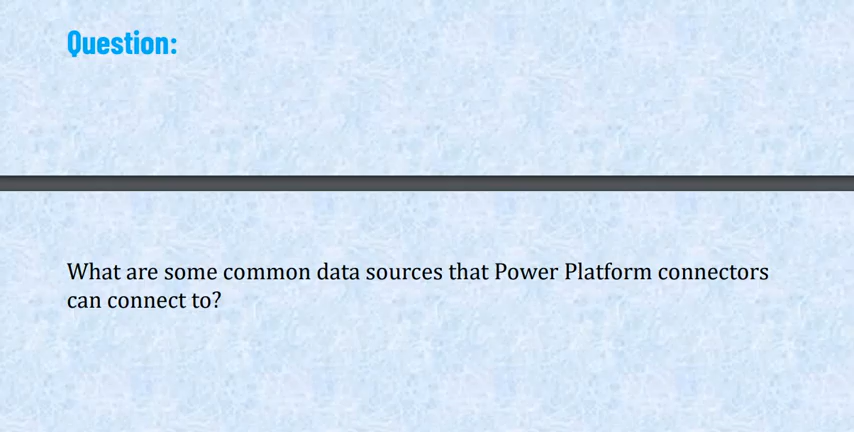 Question:
What are some common data sources that Power Platform connectors
can connect to?